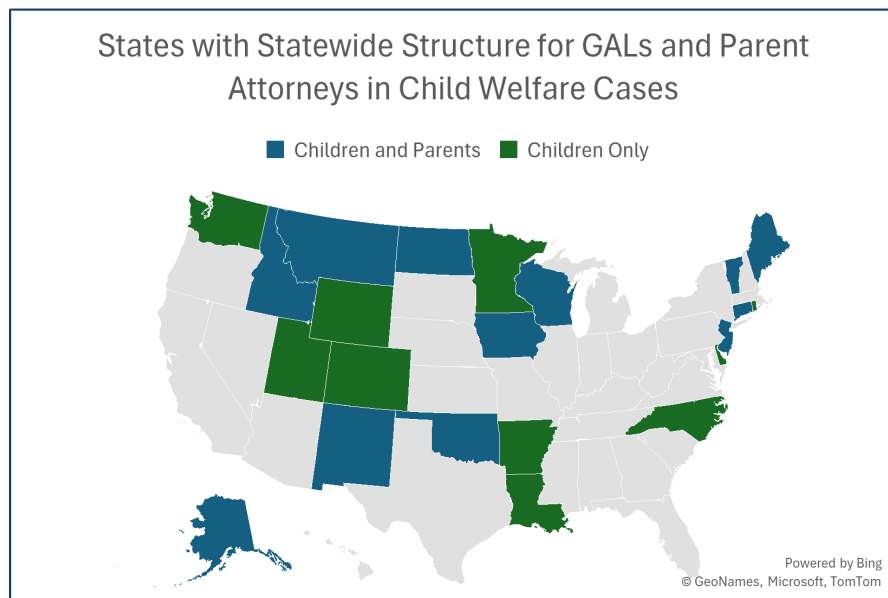 States with Statewide Structure for GALs and Parent
Attorneys in Child Welfare Cases
Children and Parents Children Only
Powered by Bing
© GeoNames, Microsoft, TomTom